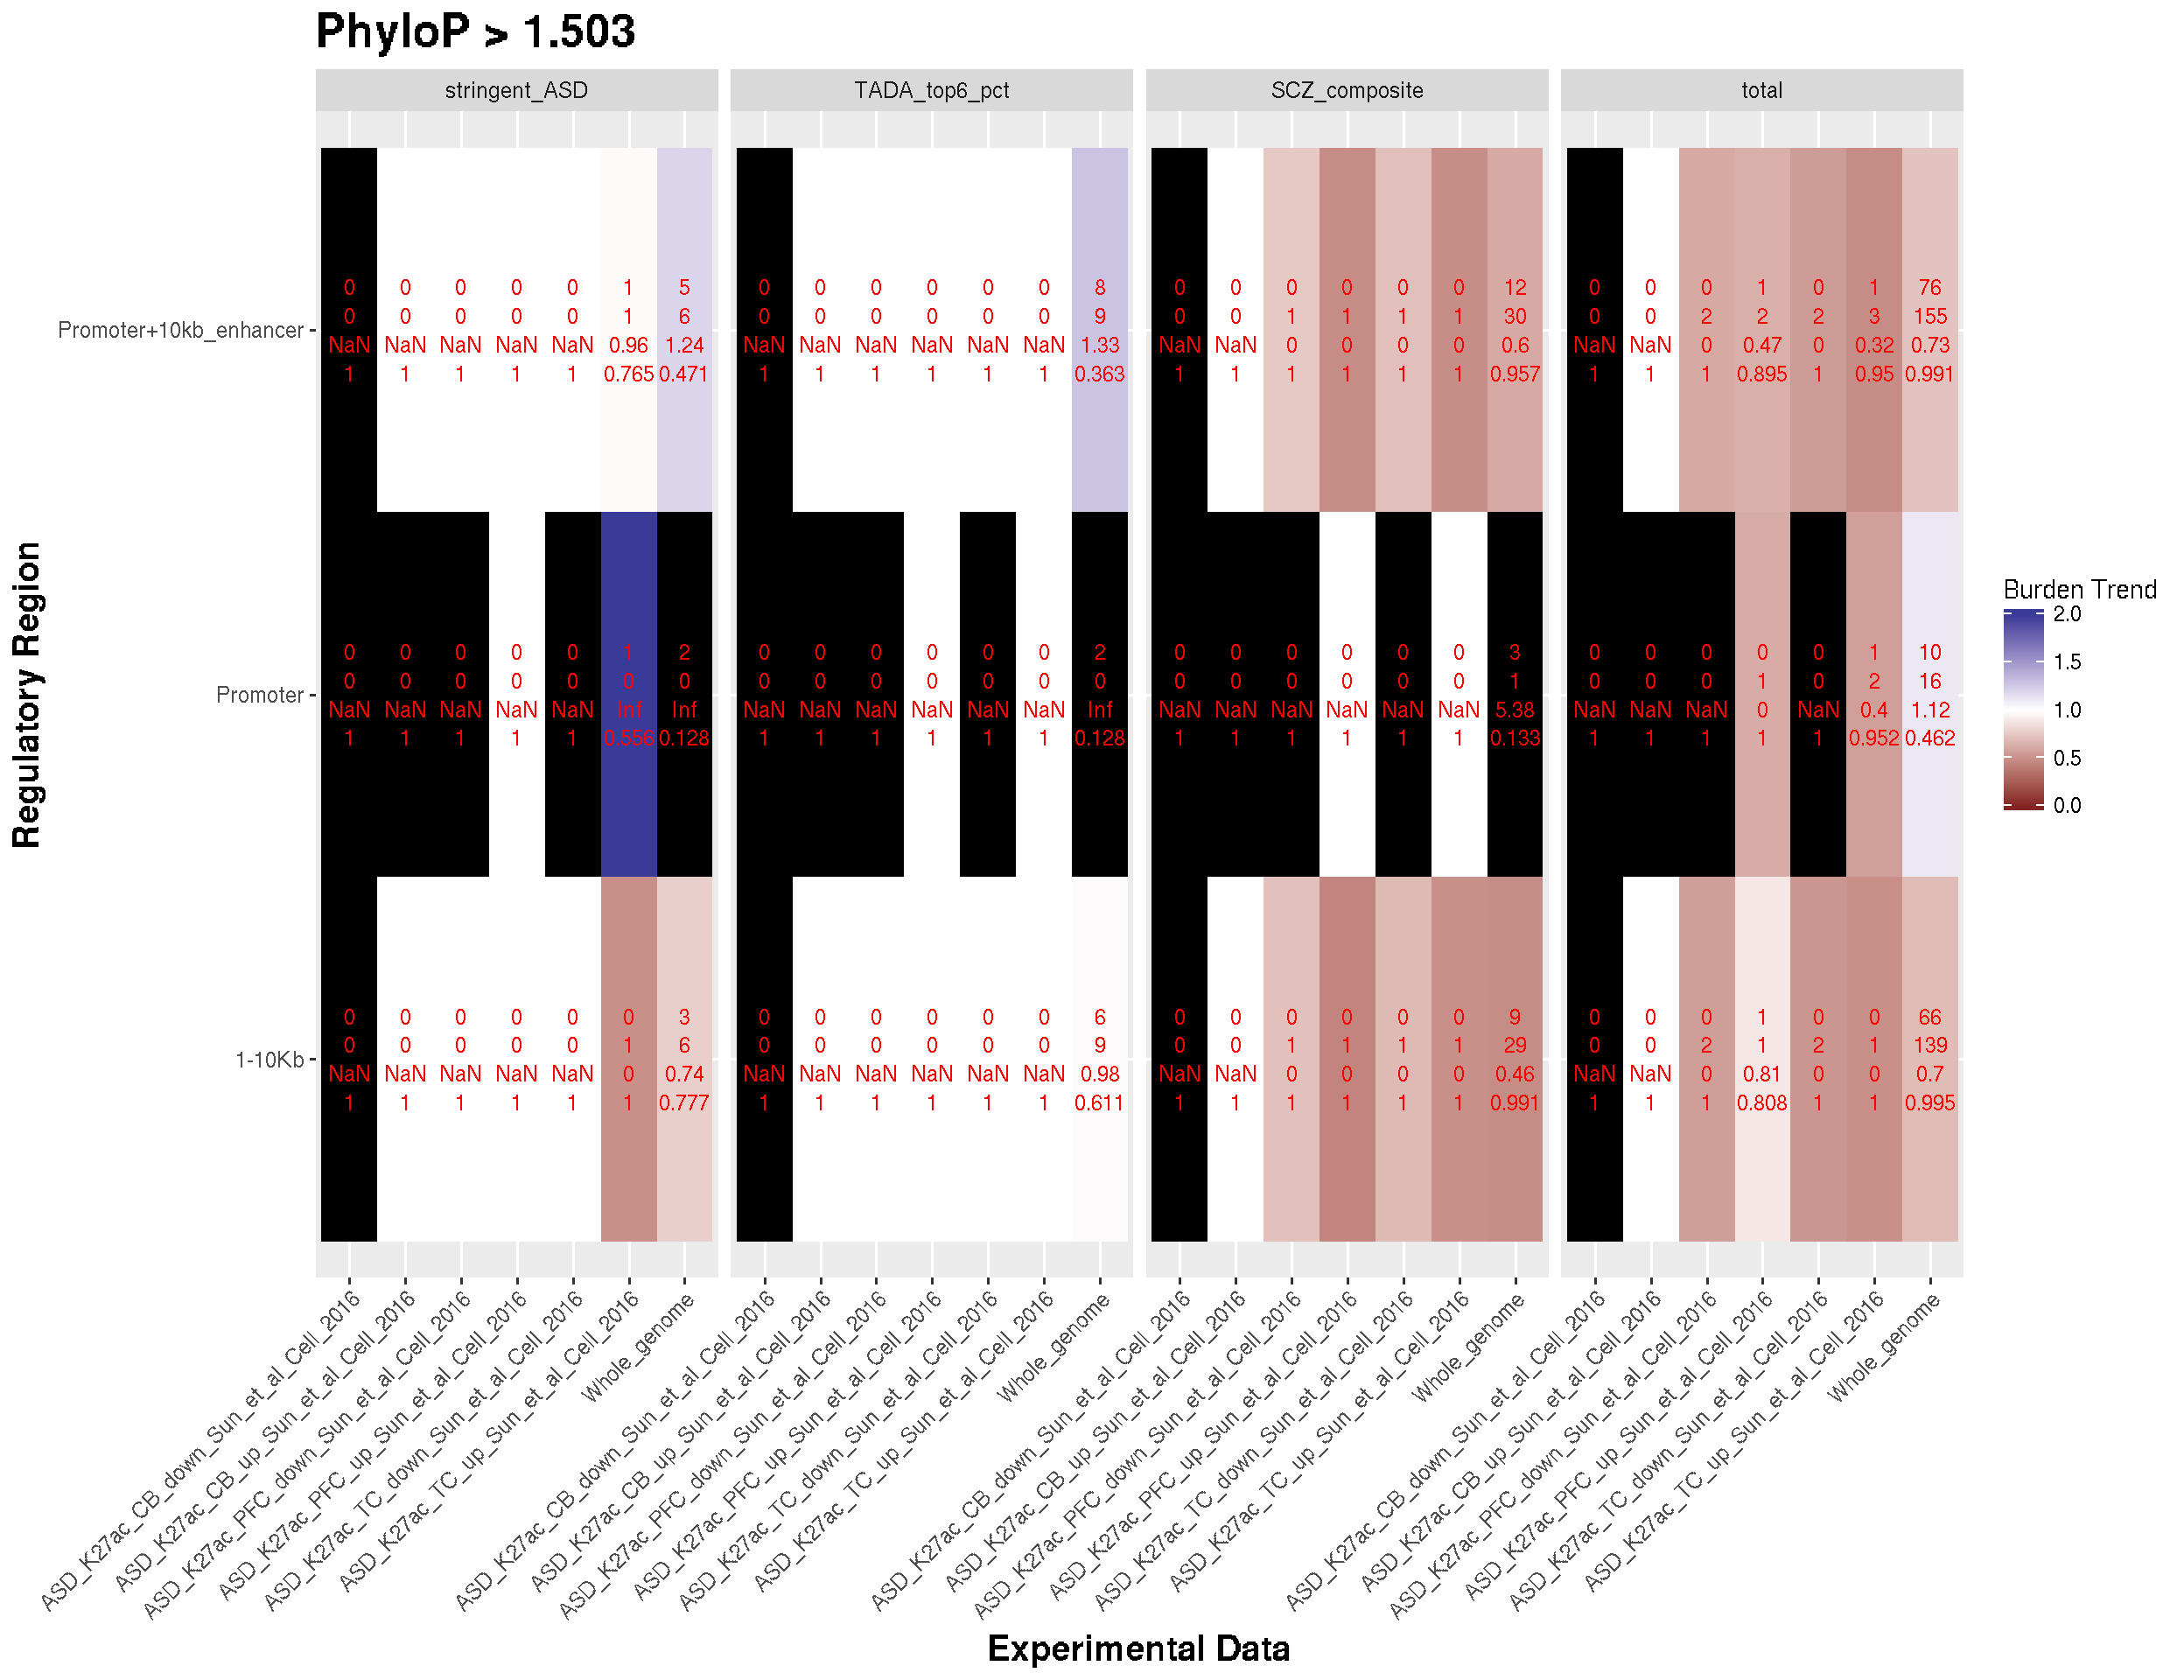 PhyloP > 1.503
stringent_ASD TADA_top6_pct SCZ_composite total
Regulatory Region
Promoter+10kb_enhancer
0 0 0 0 0 1 5 0 0 0 0 0 0 8 0 0 0 0 0 0 12 0 0 0 1 0 1 76
0 0 0 0 0 1 6 0 0 0 0 0 0 9 0 0 1 1 1 1 30 0 0 2 2 2 3 155
NaN NaN NaN NaN NaN 0.96 1.24 NaN NaN NaN NaN NaN NaN 1.33 NaN NaN 0 0 0 0 0.6 NaN NaN 0 0.47 0 0.32 0.73
1 1 1 1 1 0.765 0.471 1 1 1 1 1 1 0.363 1 1 1 1 1 1 0.957 1 1 1 0.895 1 0.95 0.991
Promoter
0 0 0 0 0 1 2 0 0 0 0 0 0 2 0 0 0 0 0 0 3 0 0 0 0 0 1 10
0 0 0 0 0 0 0 0 0 0 0 0 0 0 0 0 0 0 0 0 1 0 0 0 1 0 2 16
NaN NaN NaN NaN NaN Inf Inf NaN NaN NaN NaN NaN NaN Inf NaN NaN NaN NaN NaN NaN 5.38 NaN NaN NaN 0 NaN 0.4 1.12
1 1 1 1 1 0.556 0.128 1 1 1 1 1 1 0.128 1 1 1 1 1 1 0.133 1 1 1 1 1 0.952 0.462
1-10Kb
0 0 0 0 0 0 3 0 0 0 0 0 0 6 0 0 0 0 0 0 9 0 0 0 1 0 0 66
0 0 0 0 0 1 6 0 0 0 0 0 0 9 0 0 1 1 1 1 29 0 0 2 1 2 1 139
NaN NaN NaN NaN NaN 0 0.74 NaN NaN NaN NaN NaN NaN 0.98 NaN NaN 0 0 0 0 0.46 NaN NaN 0 0.81 0 0 0.7
1 1 1 1 1 1 0.777 1 1 1 1 1 1 0.611 1 1 1 1 1 1 0.991 1 1 1 0.808 1 1 0.995
ASD_K27ac_CB_down_Sun_et_al_Cell_2016
ASD_K27ac_CB_up_Sun_et_al_Cell_2016
ASD_K27ac_PFC_down_Sun_et_al_Cell_2016
ASD_K27ac_PFC_up_Sun_et_al_Cell_2016
ASD_K27ac_TC_down_Sun_et_al_Cell_2016
ASD_K27ac_TC_up_Sun_et_al_Cell_2016
Whole_genome
ASD_K27ac_CB_down_Sun_et_al_Cell_2016
ASD_K27ac_CB_up_Sun_et_al_Cell_2016
ASD_K27ac_PFC_down_Sun_et_al_Cell_2016
ASD_K27ac_PFC_up_Sun_et_al_Cell_2016
ASD_K27ac_TC_down_Sun_et_al_Cell_2016
ASD_K27ac_TC_up_Sun_et_al_Cell_2016
Whole_genome
ASD_K27ac_CB_down_Sun_et_al_Cell_2016
ASD_K27ac_CB_up_Sun_et_al_Cell_2016
ASD_K27ac_PFC_down_Sun_et_al_Cell_2016
ASD_K27ac_PFC_up_Sun_et_al_Cell_2016
ASD_K27ac_TC_down_Sun_et_al_Cell_2016
ASD_K27ac_TC_up_Sun_et_al_Cell_2016
Whole_genome
ASD_K27ac_CB_down_Sun_et_al_Cell_2016
ASD_K27ac_CB_up_Sun_et_al_Cell_2016
ASD_K27ac_PFC_down_Sun_et_al_Cell_2016
ASD_K27ac_PFC_up_Sun_et_al_Cell_2016
ASD_K27ac_TC_down_Sun_et_al_Cell_2016
ASD_K27ac_TC_up_Sun_et_al_Cell_2016
Whole_genome
Experimental Data
Burden Trend
2.0
1.5
1.0
0.5
0.0